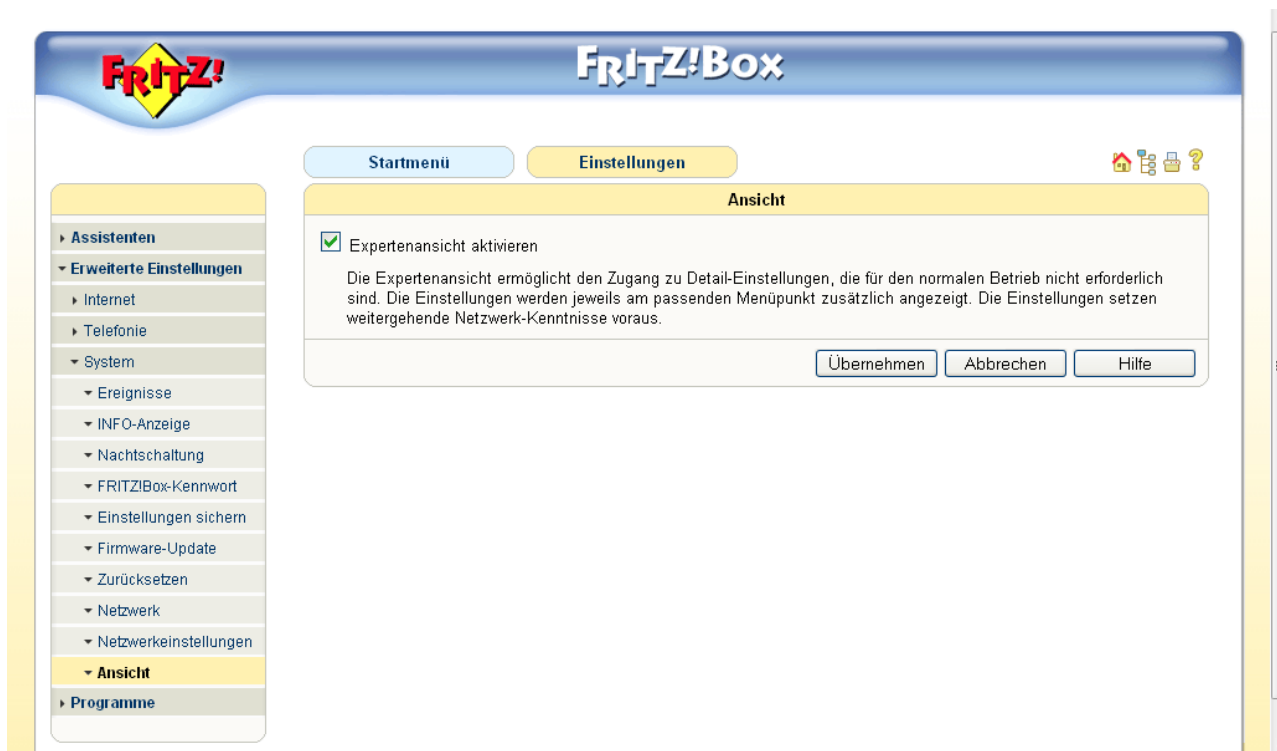 FRITZ!
FRITZ!Box
Startmenü
Einstellungen
?
Ansicht
Assistenten
Erweiterte Einstellungen
Internet
Telefonie
System
Ereignisse
INFO-Anzeige
Nachtschaltung
FRITZ!Box-Kennwort
Einstellungen sichern
Firmware-Update
Zurücksetzen
Netzwerk
Netzwerkeinstellungen
Ansicht
Programme
Expertenansicht aktivieren
Die Expertenansicht ermöglicht den Zugang zu Detail-Einstellungen, die für den normalen Betrieb nicht erforderlich
sind. Die Einstellungen werden jeweils am passenden Menüpunkt zusätzlich angezeigt. Die Einstellungen setzen
weitergehende Netzwerk-Kenntnisse voraus.
Übernehmen
Abbrechen
Hilfe